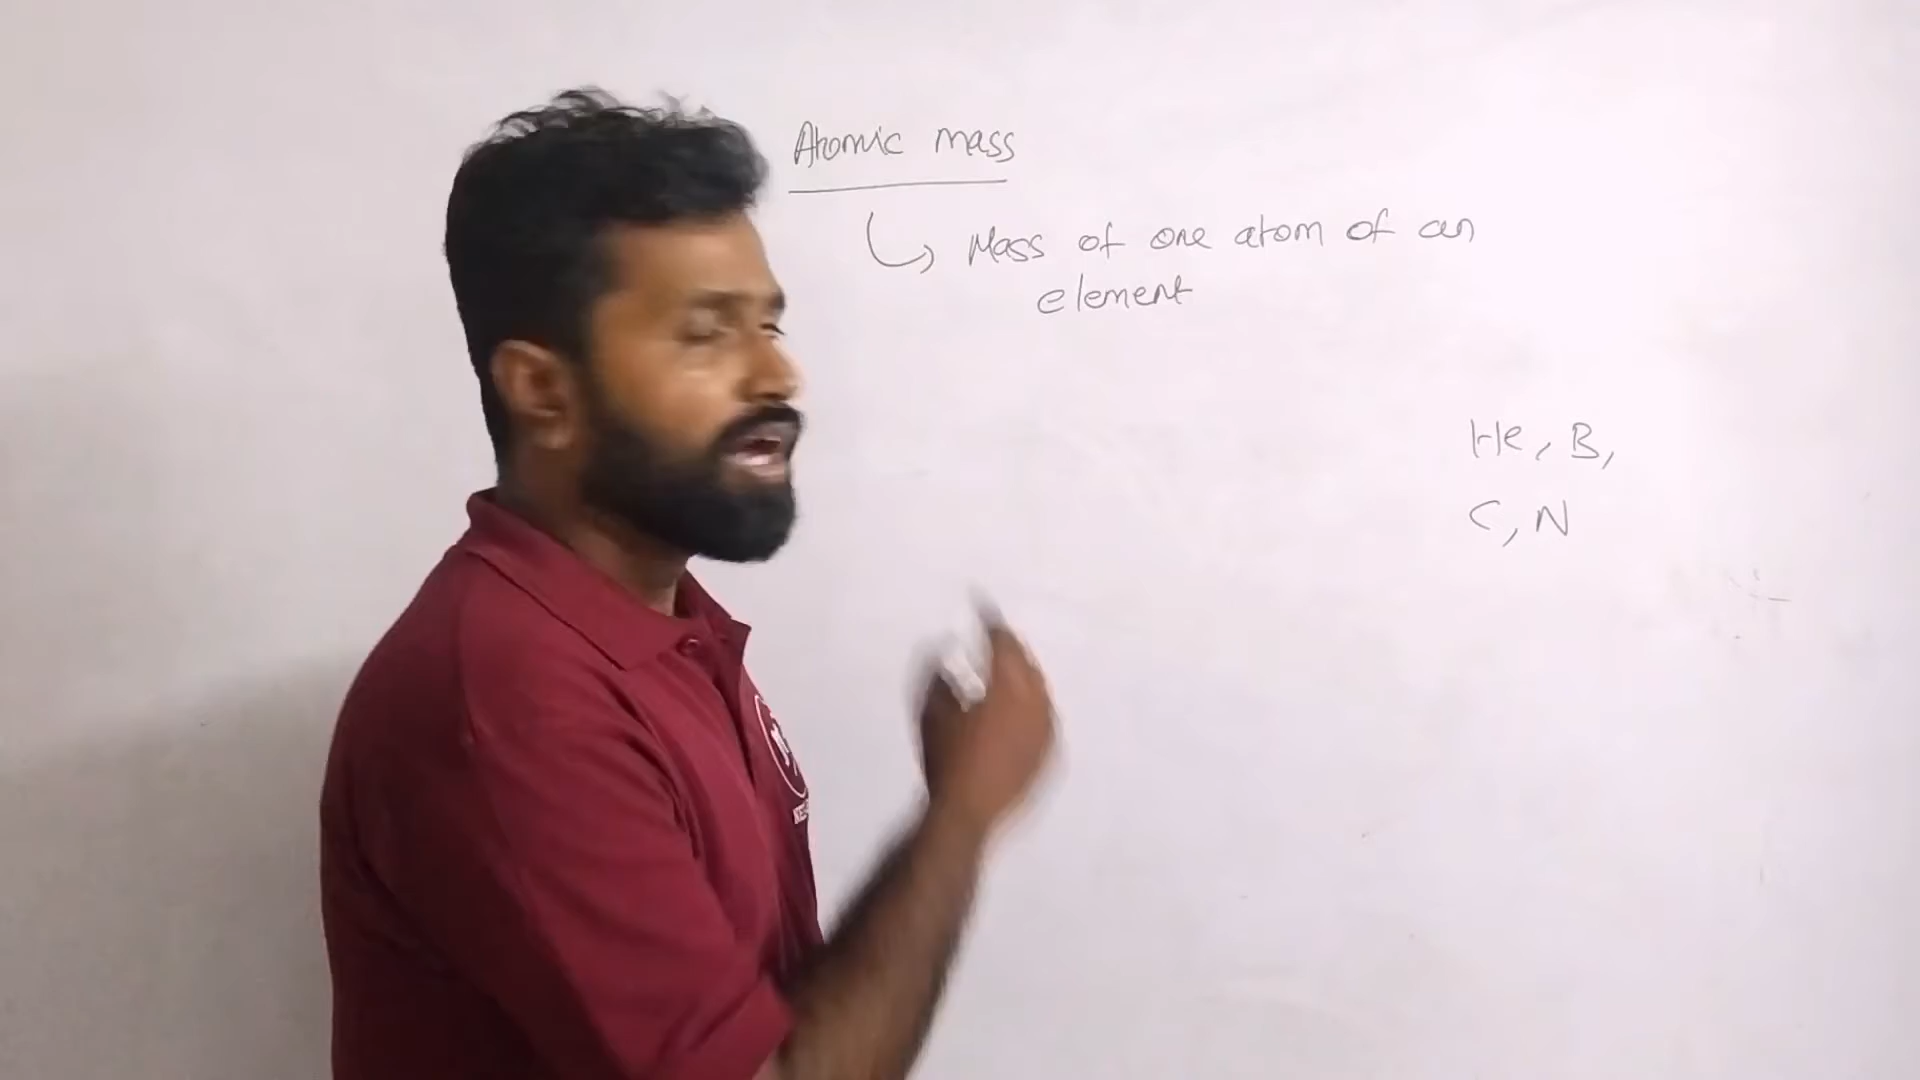 Atomic mass
Mass of one atom of an
element
He, B,
C, N